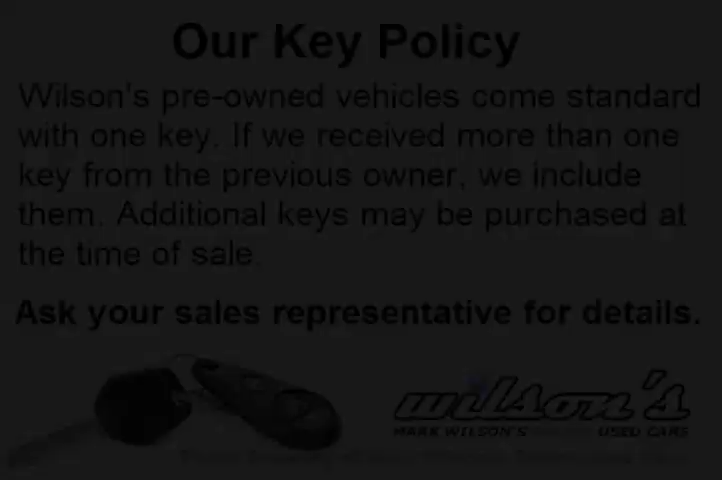 Our Key Policy
Wilson's pre-owned vehicles come standard
with one key. If we received more than one
key from the previous owner, we include
them. Additional keys may be purchased at
the time of sale.
Ask your sales representative for details.
wilson's
MARK WILSON'S USED CARS